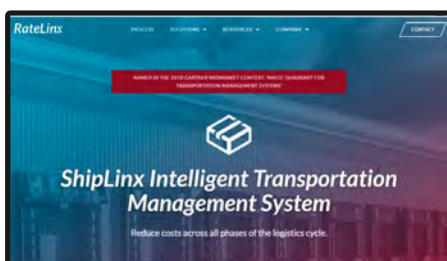 RateLinx
PROCESS SOLUTIONS RESOURCES COMPANY CONTACT
NAMED IN THE 2018 GARTNER MIDMARKET CONTEXT: 'MAGIC QUADRANT FOR
TRANSPORTATION MANAGEMENT SYSTEMS'
ShipLinx Intelligent Transportation
Management System
Reduce costs across all phases of the logistics cycle.